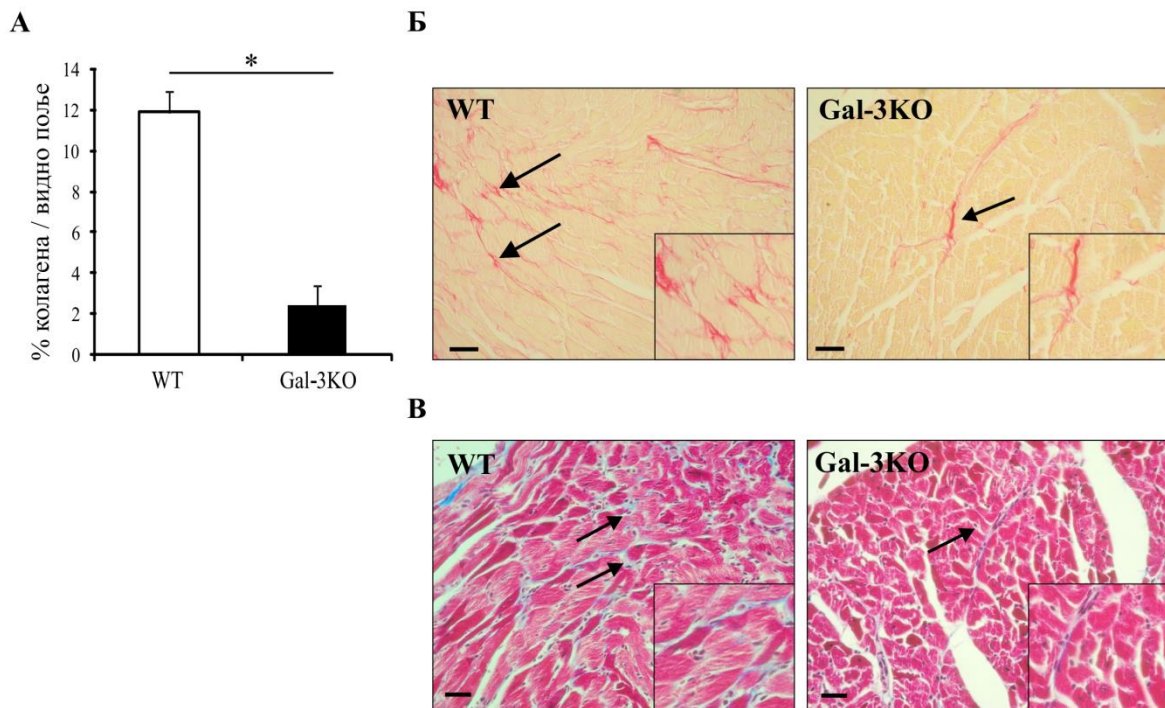 А
% колагена / видно поље
14
12
10
8
6
4
2
0
*
WT
Gal-3KO
Б
WT
Gal-3KO
В
WT
Gal-3KO